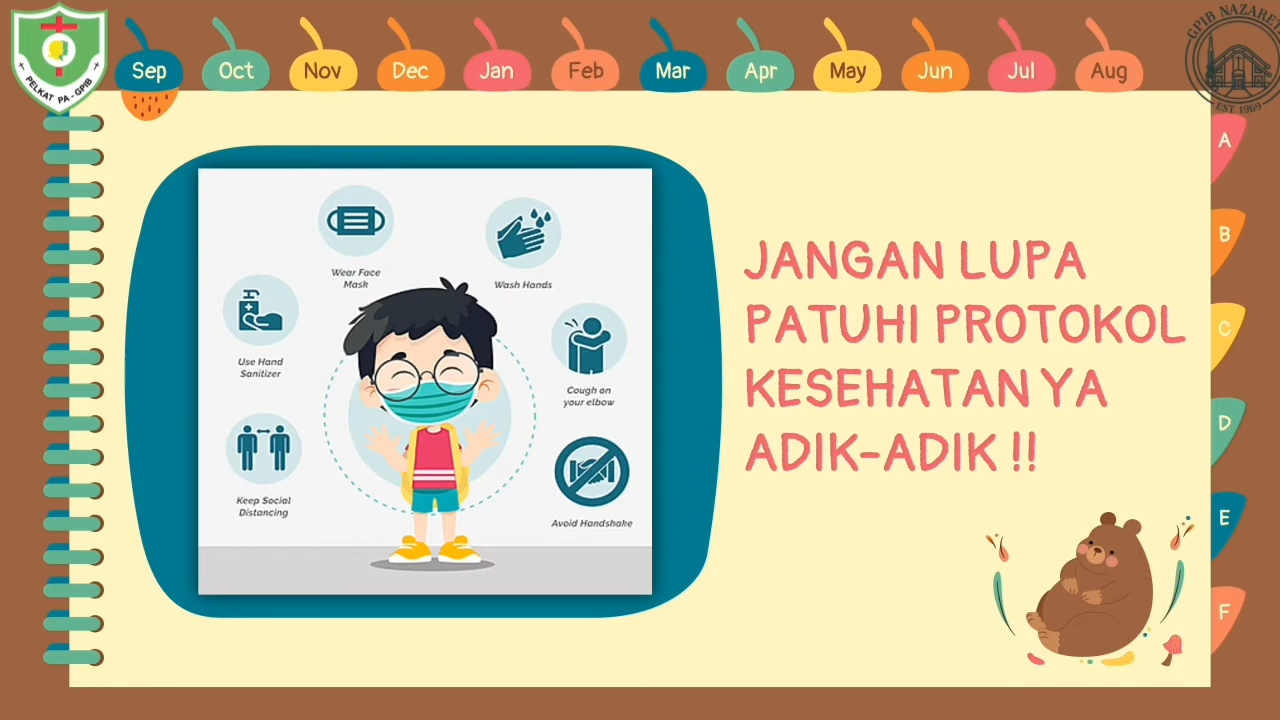 PELKAT PA - GPIB
Sep
Oct
Nov
Dec
Jan
Feb
Mar
Apr
May
Jun
Jul
Aug
GPIB NAZARET
EST 1969
A
B
C
D
E
F
Wear Face
Mask
Wash Hands
Use Hand
Sanitizer
Cough on
your elbow
Keep Social
Distancing
Avoid Handshake
JANGAN LUPA
PATUHI PROTOKOL
KESEHATAN YA
ADIK-ADIK !!